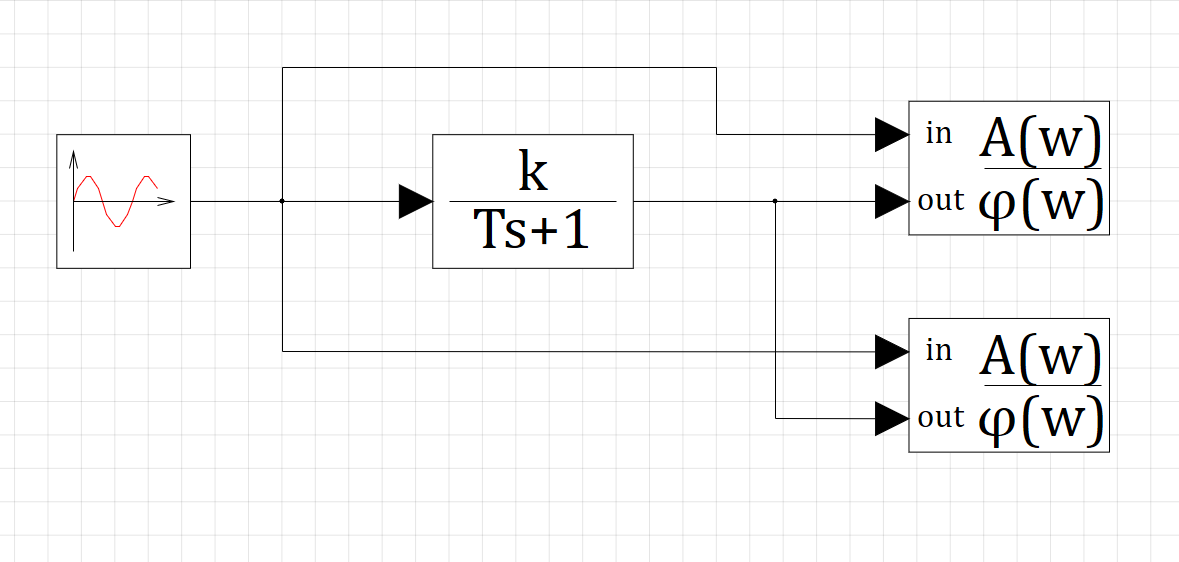 k
Ts+1
in A(w)
out φ(w)
in A(w)
out φ(w)